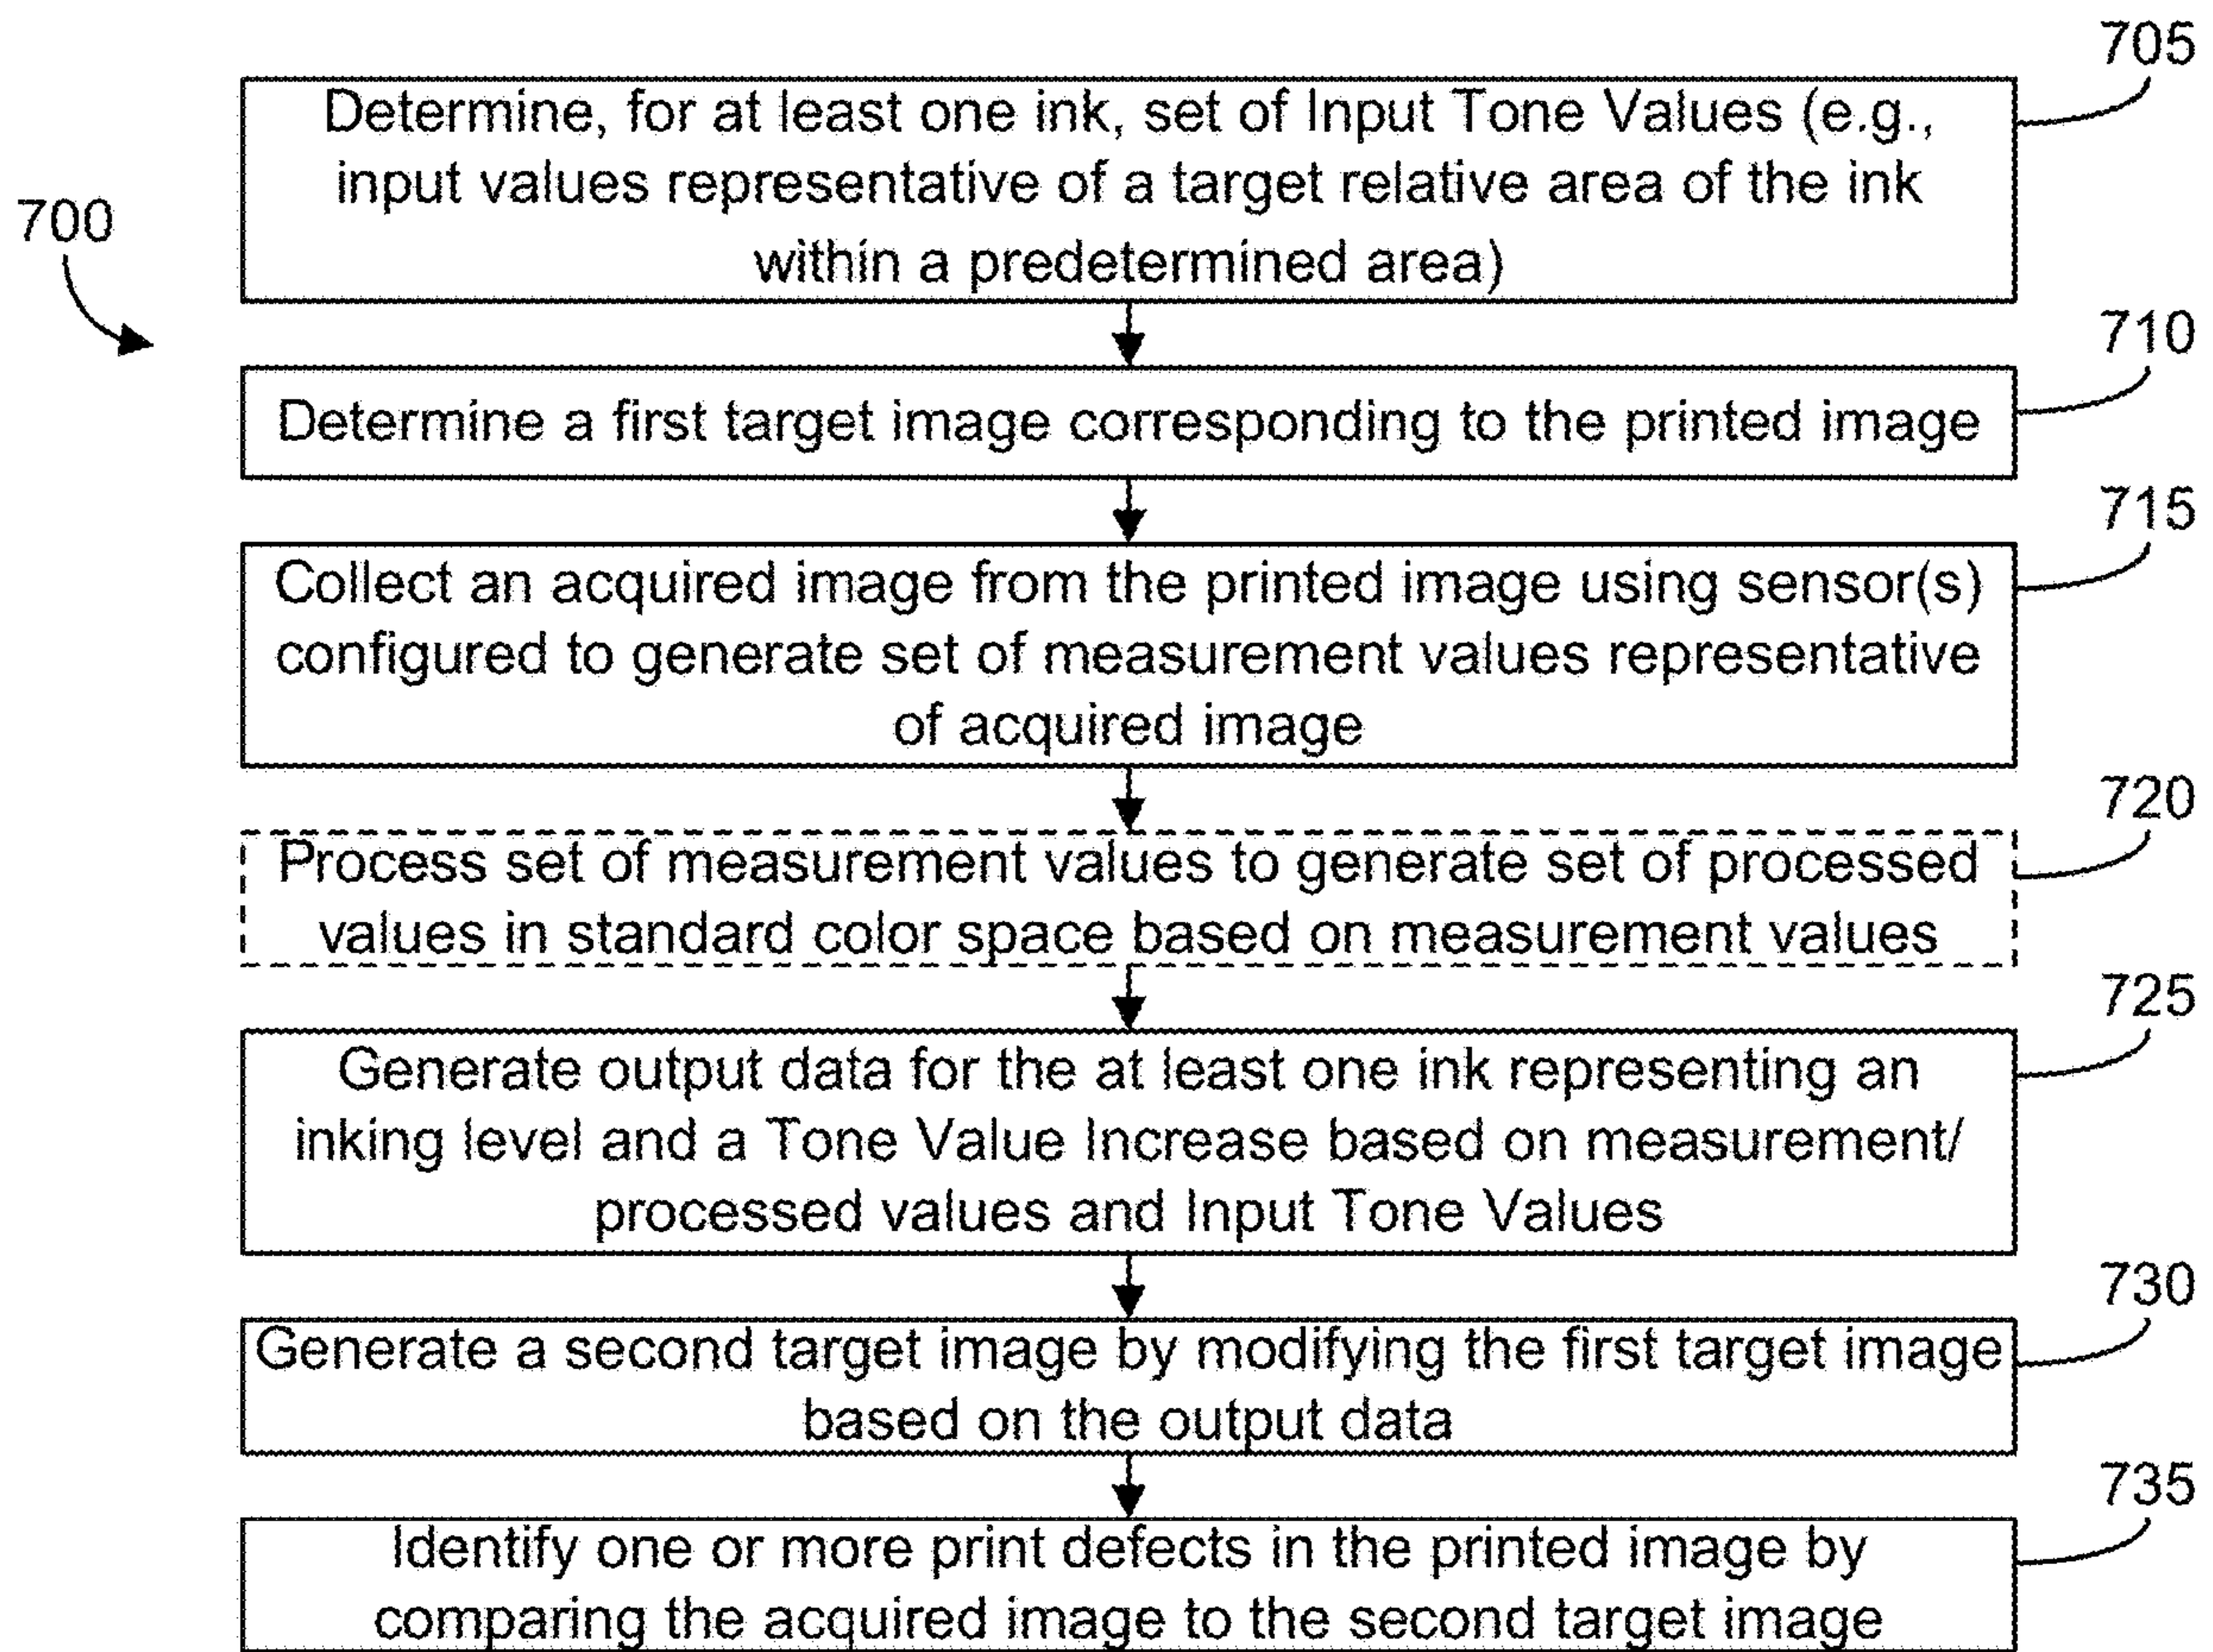 705
Determine, for at least one ink, set of Input Tone Values (e.g.,
input values representative of a target relative area of the ink
within a predetermined area)
700
710
Determine a first target image corresponding to the printed image
715
Collect an acquired image from the printed image using sensor(s)
configured to generate set of measurement values representative
of acquired image
720
Process set of measurement values to generate set of processed
values in standard color space based on measurement values
725
Generate output data for the at least one ink representing an
inking level and a Tone Value Increase based on measurement/
processed values and Input Tone Values
730
Generate a second target image by modifying the first target image
based on the output data
735
Identify one or more print defects in the printed image by
comparing the acquired image to the second target image